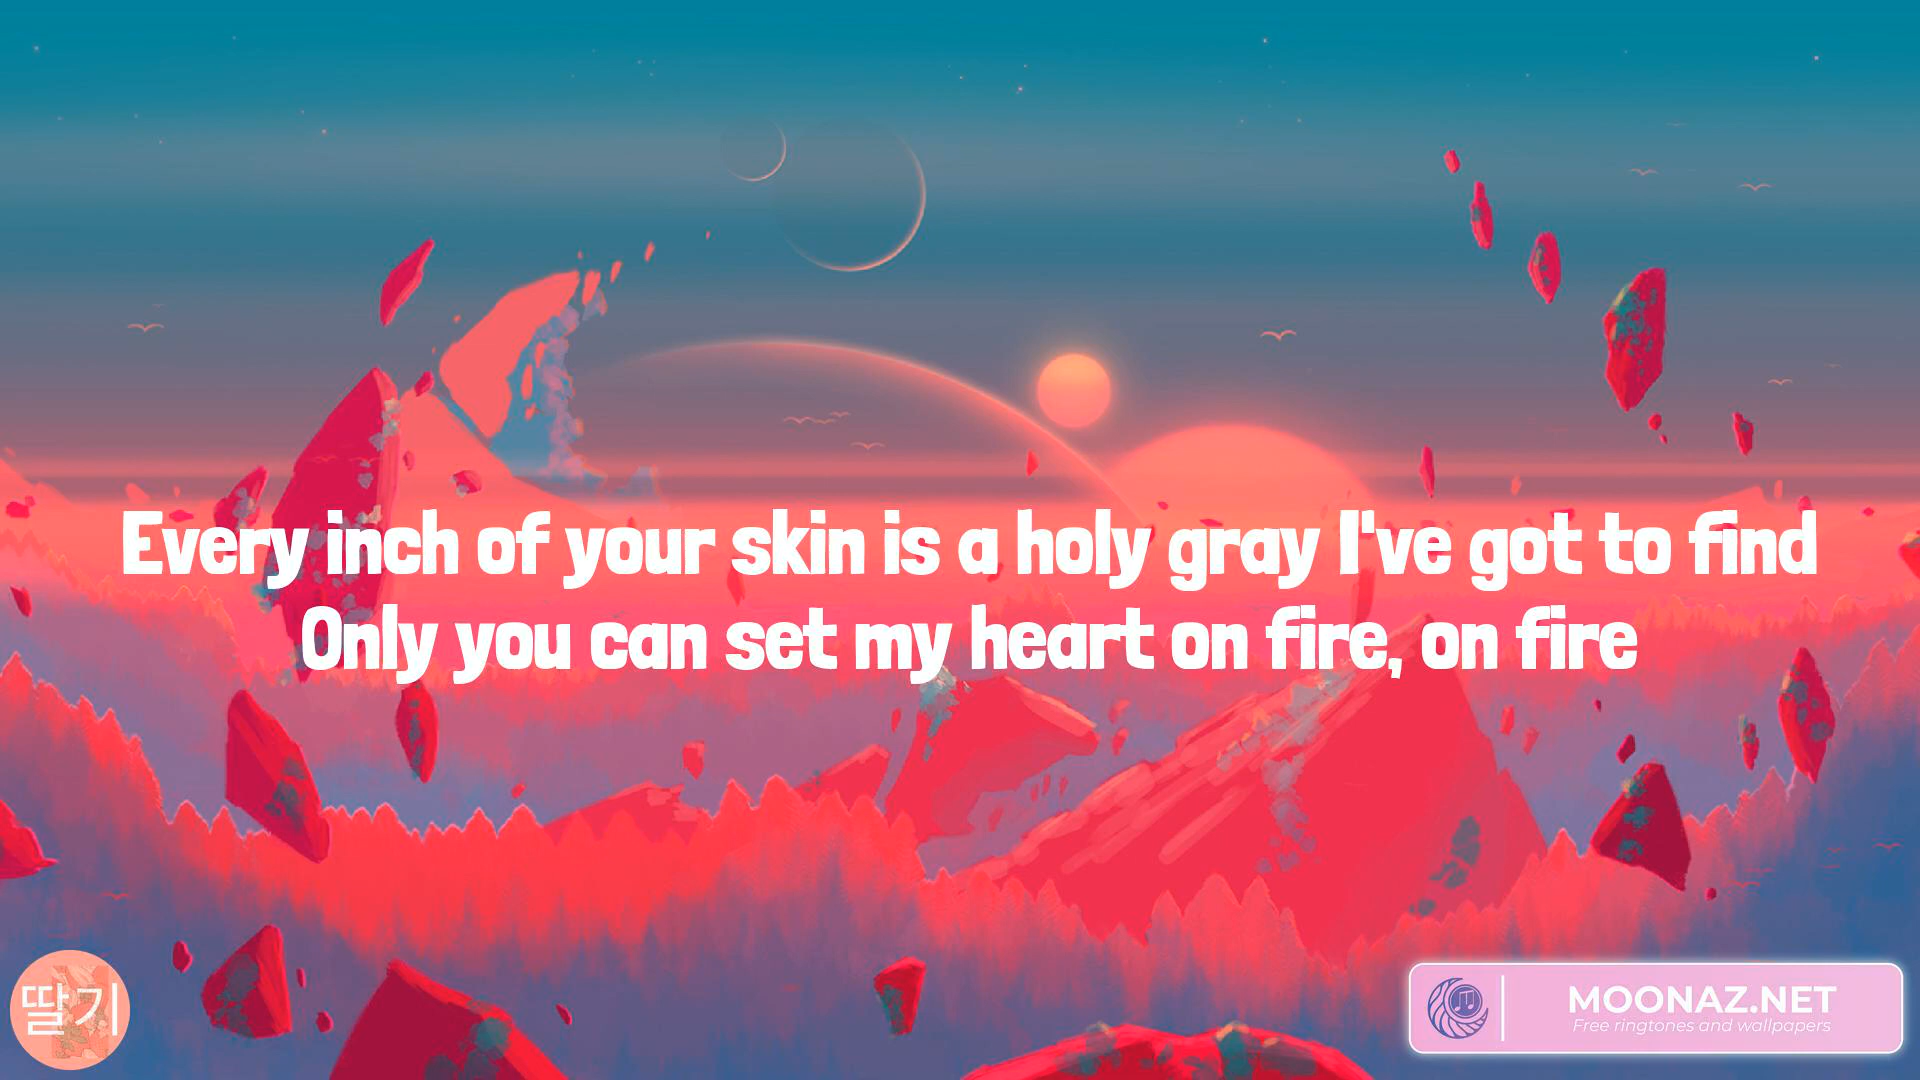 Every inch of your skin is a holy gray I've got to find
Only you can set my heart on fire, on fire
딸기
MOONAZ.NET
Free ringtones and wallpapers